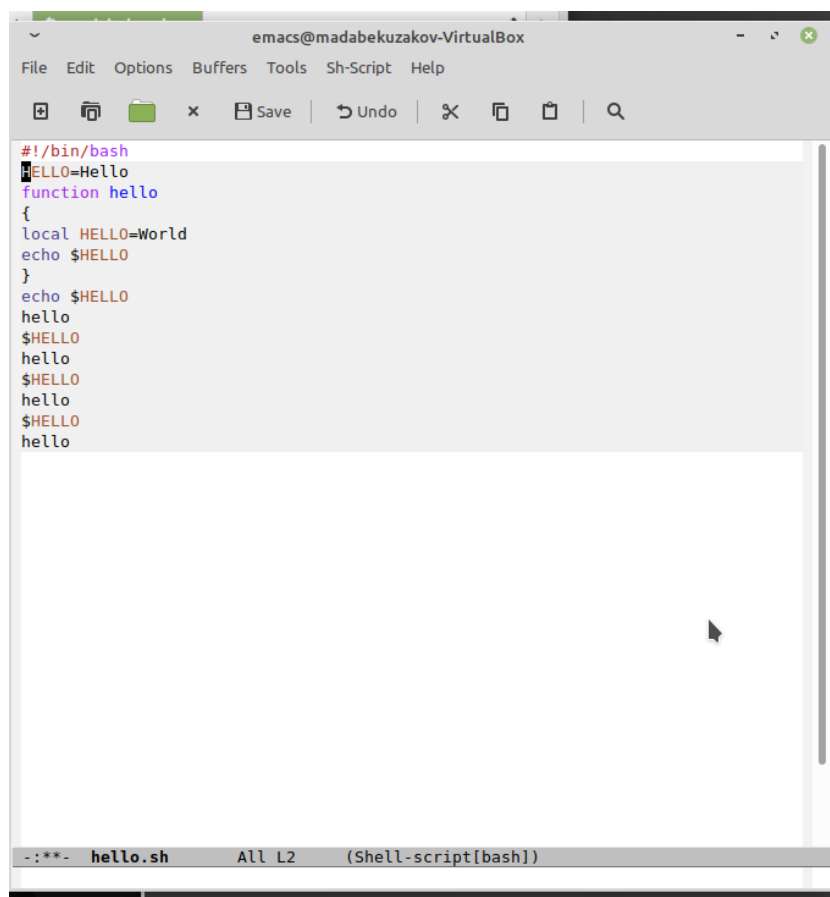 emacs@madabekuzakov-VirtualBox
File Edit Options Buffers Tools Sh-Script Help
Save Undo
#!/bin/bash
HELLO=Hello
function hello
{
local HELLO=World
echo $HELLO
}
echo $HELLO
hello
$HELLO
hello
$HELLO
hello
$HELLO
hello
-:**- hello.sh All L2 (Shell-script[bash])